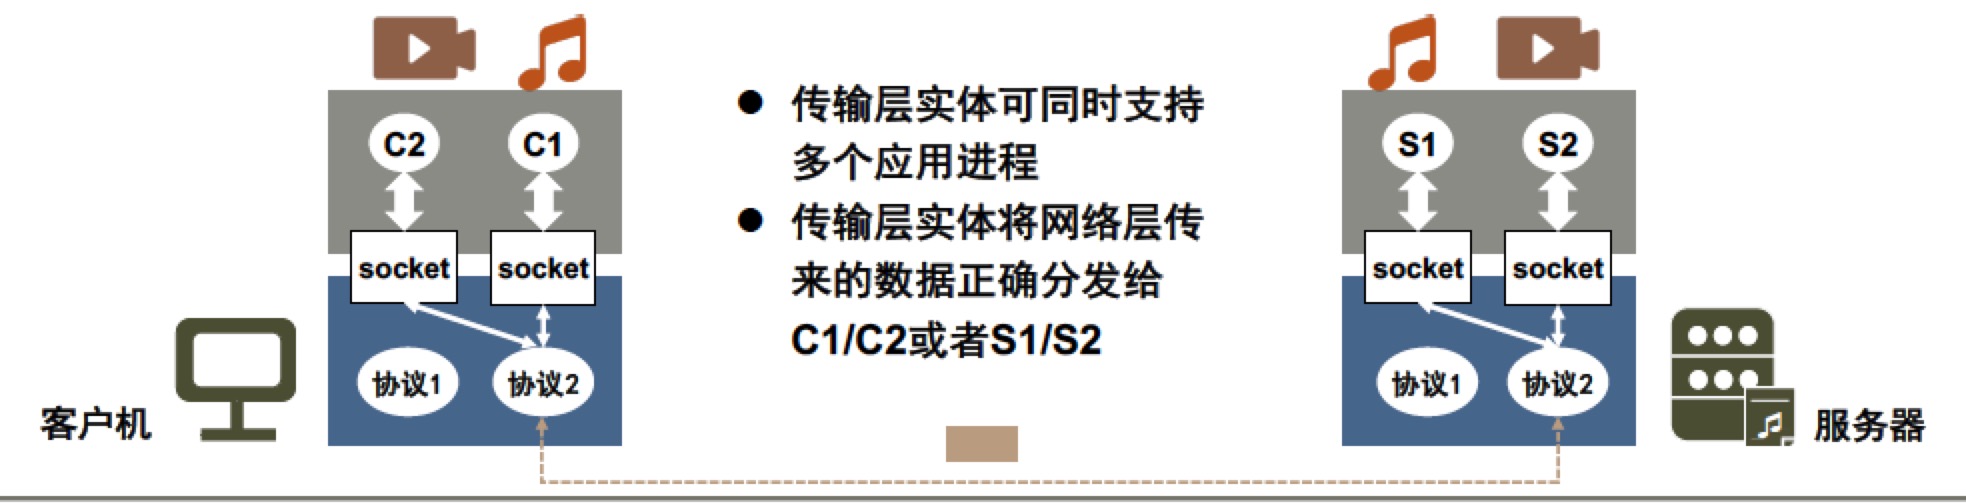 C2
C1
socket
socket
协议1
协议2
客户机
● 传输层实体可同时支持
多个应用进程
● 传输层实体将网络层传
来的数据正确分发给
C1/C2或者S1/S2
S1
S2
socket
socket
协议1
协议2
服务器